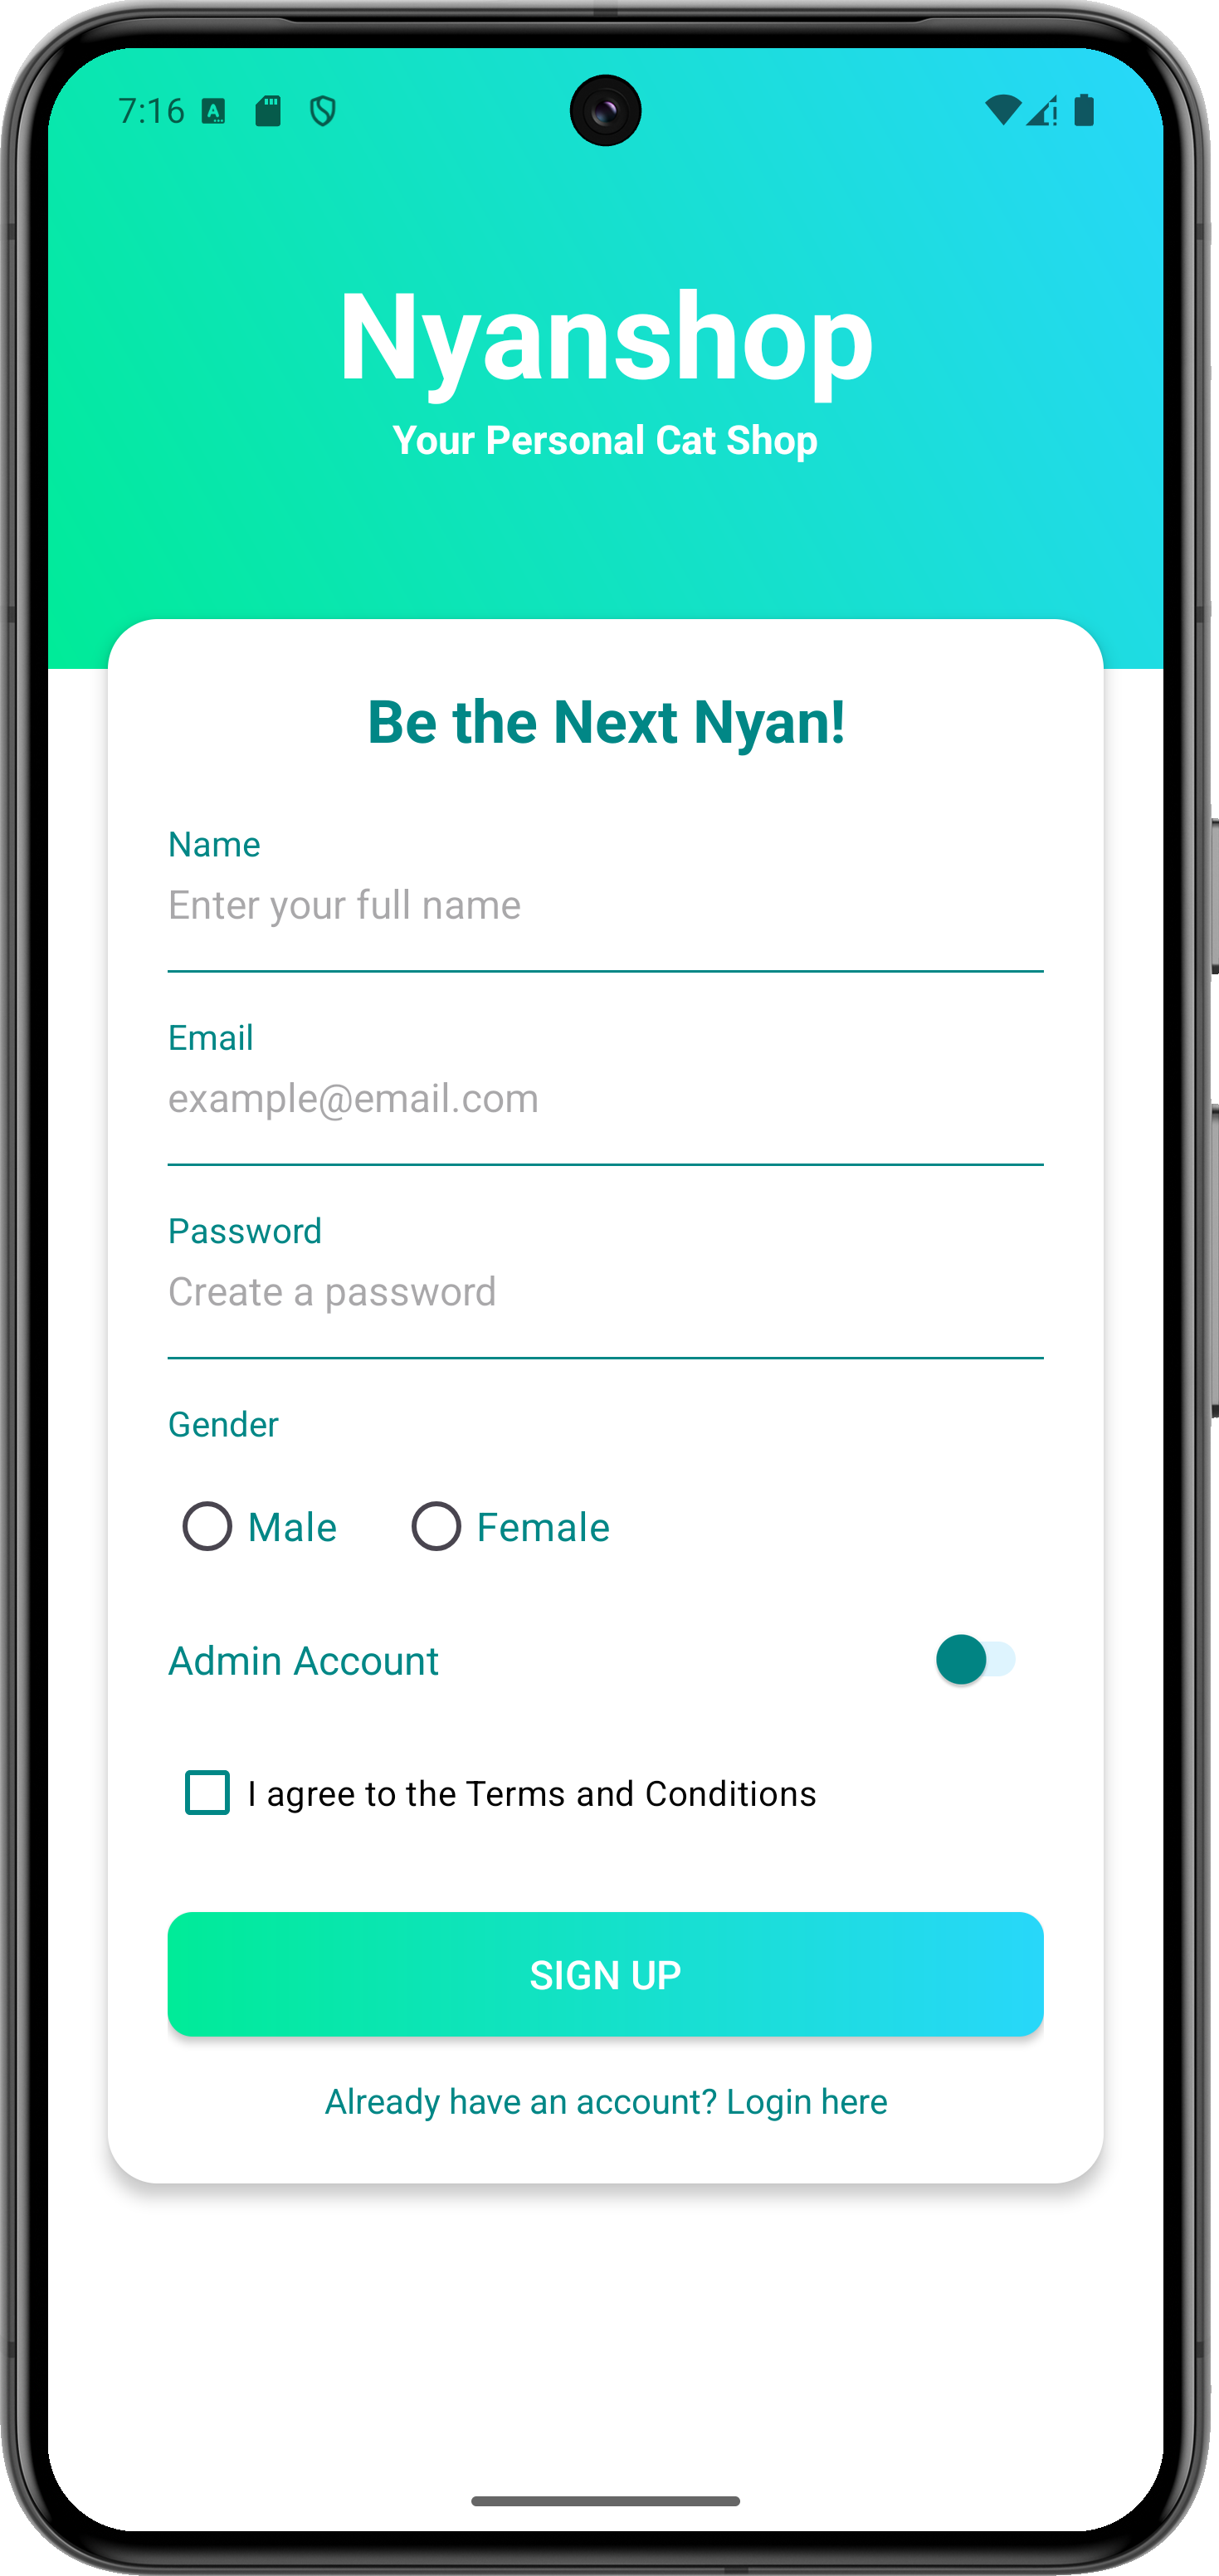 7:16
Nyanshop
Your Personal Cat Shop
Be the Next Nyan!
Name
Enter your full name
Email
example@email.com
Password
Create a password
Gender
Male Female
Admin Account
I agree to the Terms and Conditions
SIGN UP
Already have an account? Login here